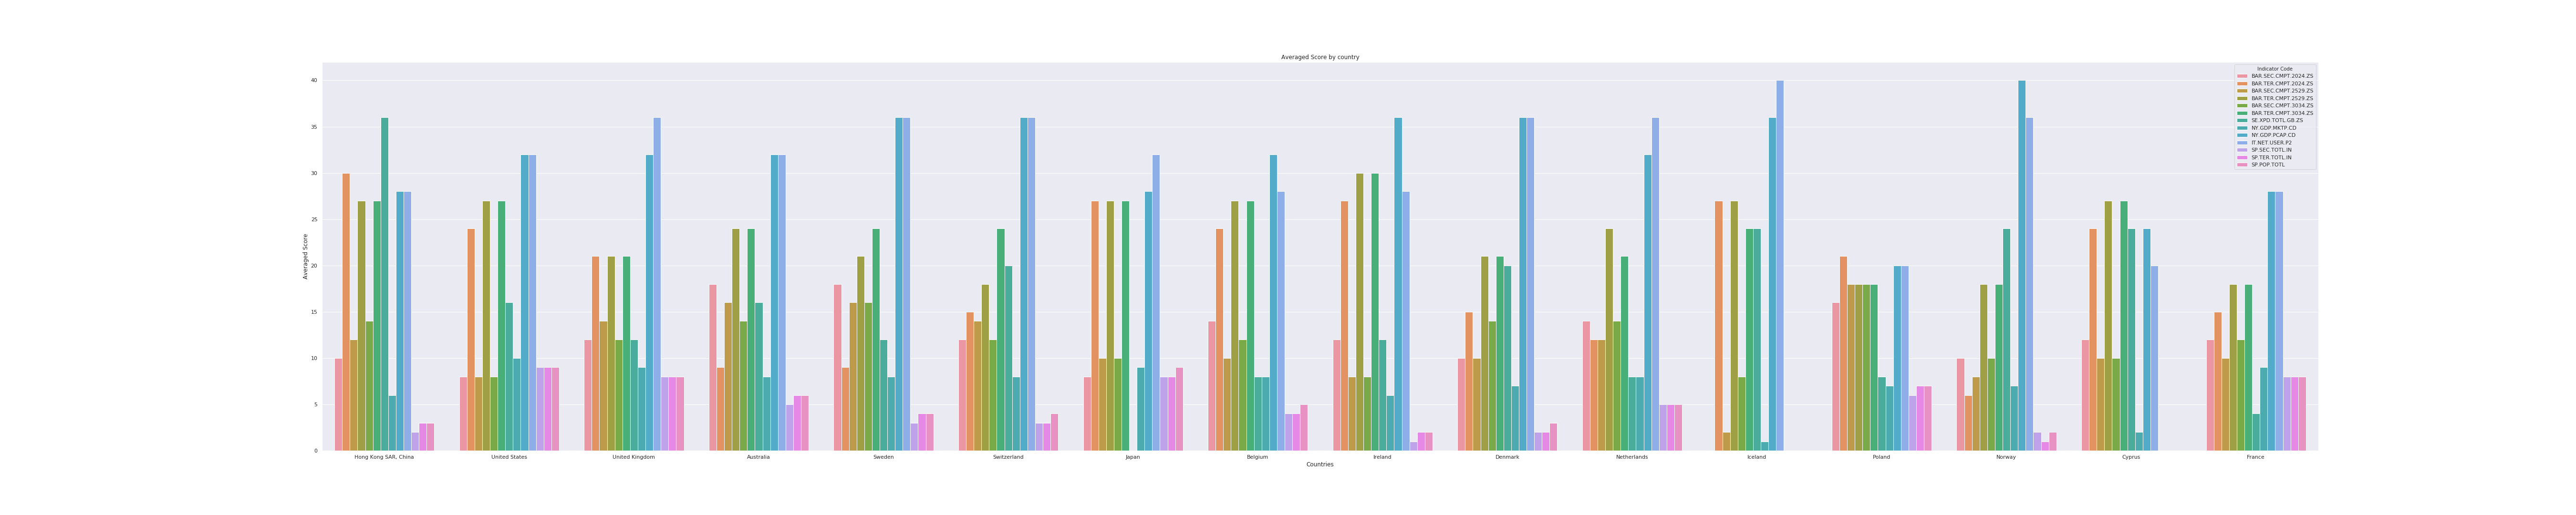 Averaged Score by country
Indicator Code
BAR.SEC.CMPT.2024.ZS
BAR.TER.CMPT.2024.ZS
BAR.SEC.CMPT.2529.ZS
BAR.TER.CMPT.2529.ZS
BAR.SEC.CMPT.3034.ZS
BAR.TER.CMPT.3034.ZS
SE.XPD.TOTL.GB.ZS
NY.GDP.MKTP.CD
NY.GDP.PCAP.CD
IT.NET.USER.P2
SP.SEC.TOTL.IN
SP.TER.TOTL.IN
SP.POP.TOTL
40
35
30
25
20
15
10
5
0
Averaged Score
Hong Kong SAR, China United States United Kingdom Australia Sweden Switzerland Japan Belgium Ireland Denmark Netherlands Iceland Poland Norway Cyprus France
Countries